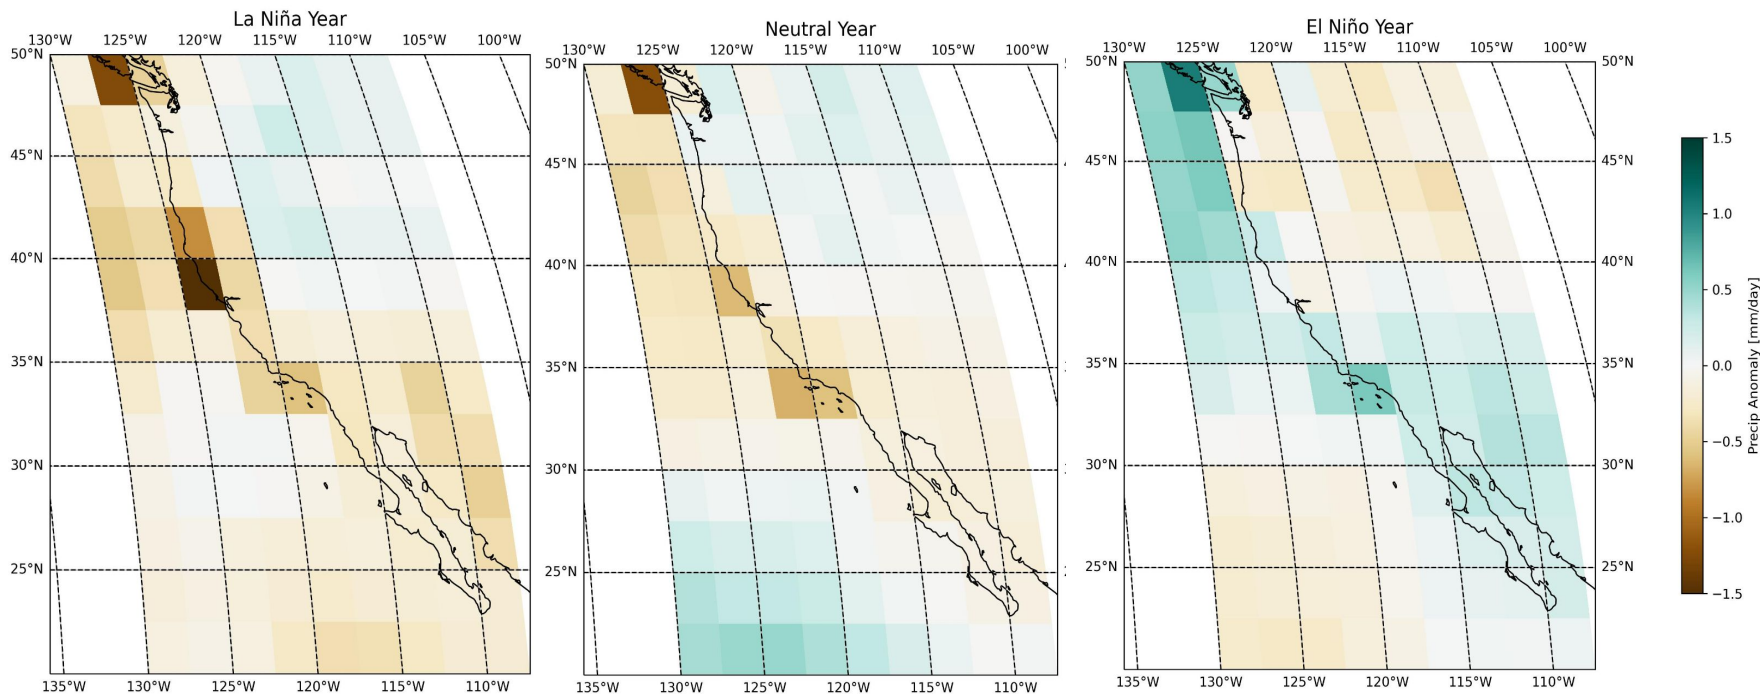 La Niña Year
130°W 125°W 120°W 115°W 110°W 105°W 100°W
50°N
45°N
40°N
35°N
30°N
25°N
135°W 130°W 125°W 120°W 115°W 110°W
Neutral Year
130°W 125°W 120°W 115°W 110°W 105°W 100°W
50°N
45°N
40°N
35°N
30°N
25°N
135°W 130°W 125°W 120°W 115°W 110°W
El Niño Year
130°W 125°W 120°W 115°W 110°W 105°W 100°W
50°N 50°N
45°N 45°N
40°N 40°N
35°N 35°N
30°N 30°N
25°N 25°N
135°W 130°W 125°W 120°W 115°W 110°W
1.5
1.0
0.5
0.0
−0.5
−1.0
−1.5
Precip Anomaly [mm/day]